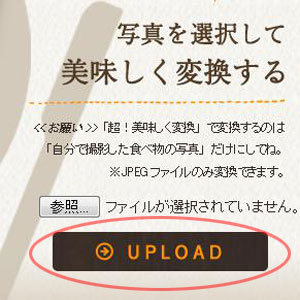 写真を選択して
美味しく変換する
<<お願い>>「超!美味しく変換」で変換するのは
「自分で撮影した食べ物の写真」だけにしてね。
※JPEGファイルのみ変換できます。
参照... ファイルが選択されていません。
UPLOAD